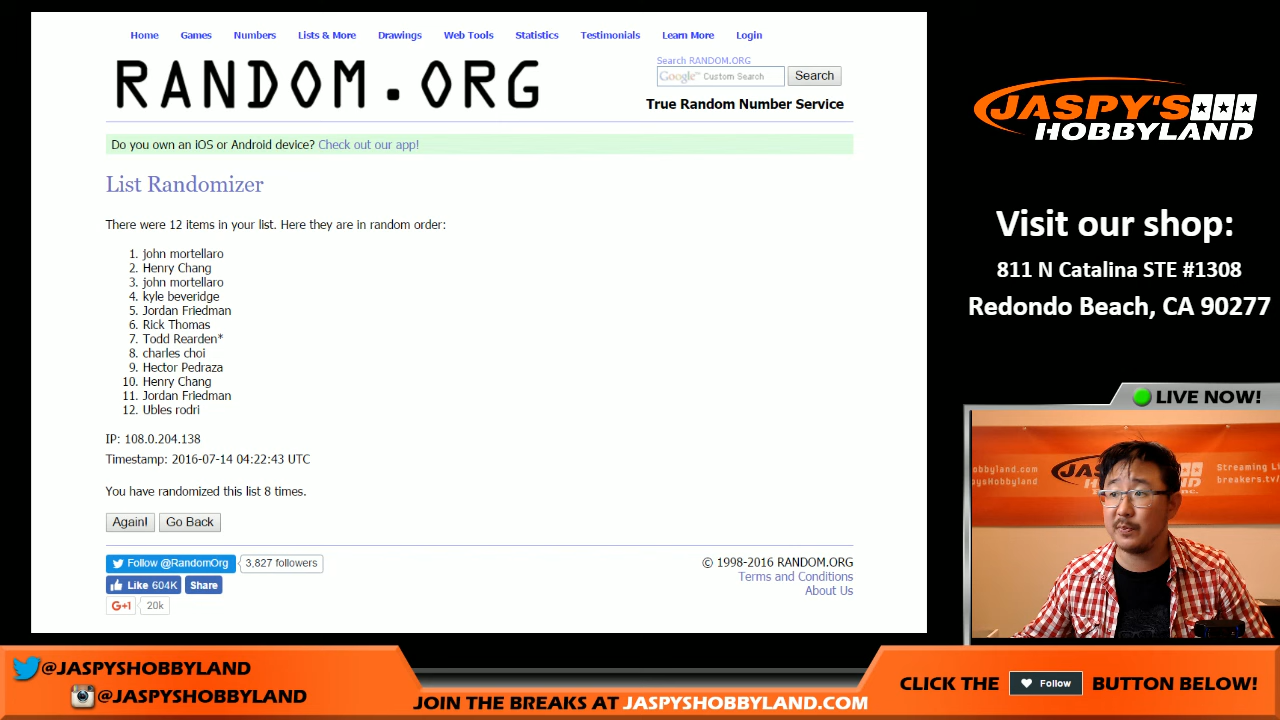 Home Games Numbers Lists & More Drawings Web Tools Statistics Testimonials Learn More Login
RANDOM.ORG
Search RANDOM.ORG
Google™ Custom Search Search
True Random Number Service
Do you own an iOS or Android device? Check out our app!
List Randomizer
There were 12 items in your list. Here they are in random order:
1. john mortellaro
2. Henry Chang
3. john mortellaro
4. kyle beveridge
5. Jordan Friedman
6. Rick Thomas
7. Todd Rearden*
8. charles choi
9. Hector Pedraza
10. Henry Chang
11. Jordan Friedman
12. Ubles rodri
IP: 108.0.204.138
Timestamp: 2016-07-14 04:22:43 UTC
You have randomized this list 8 times.
Again! Go Back
Follow @RandomOrg 3,827 followers
Like 604K Share
G+1 20k
© 1998-2016 RANDOM.ORG
Terms and Conditions
About Us
JASPY'S
HOBBYLAND
Visit our shop:
811 N Catalina STE #1308
Redondo Beach, CA 90277
LIVE NOW!
hobbyland.com
Streaming Li
breakers.tv/
@JASPYSHOBBYLAND
@JASPYSHOBBYLAND
JOIN THE BREAKS AT JASPYSHOBBYLAND.COM
CLICK THE Follow BUTTON BELOW!